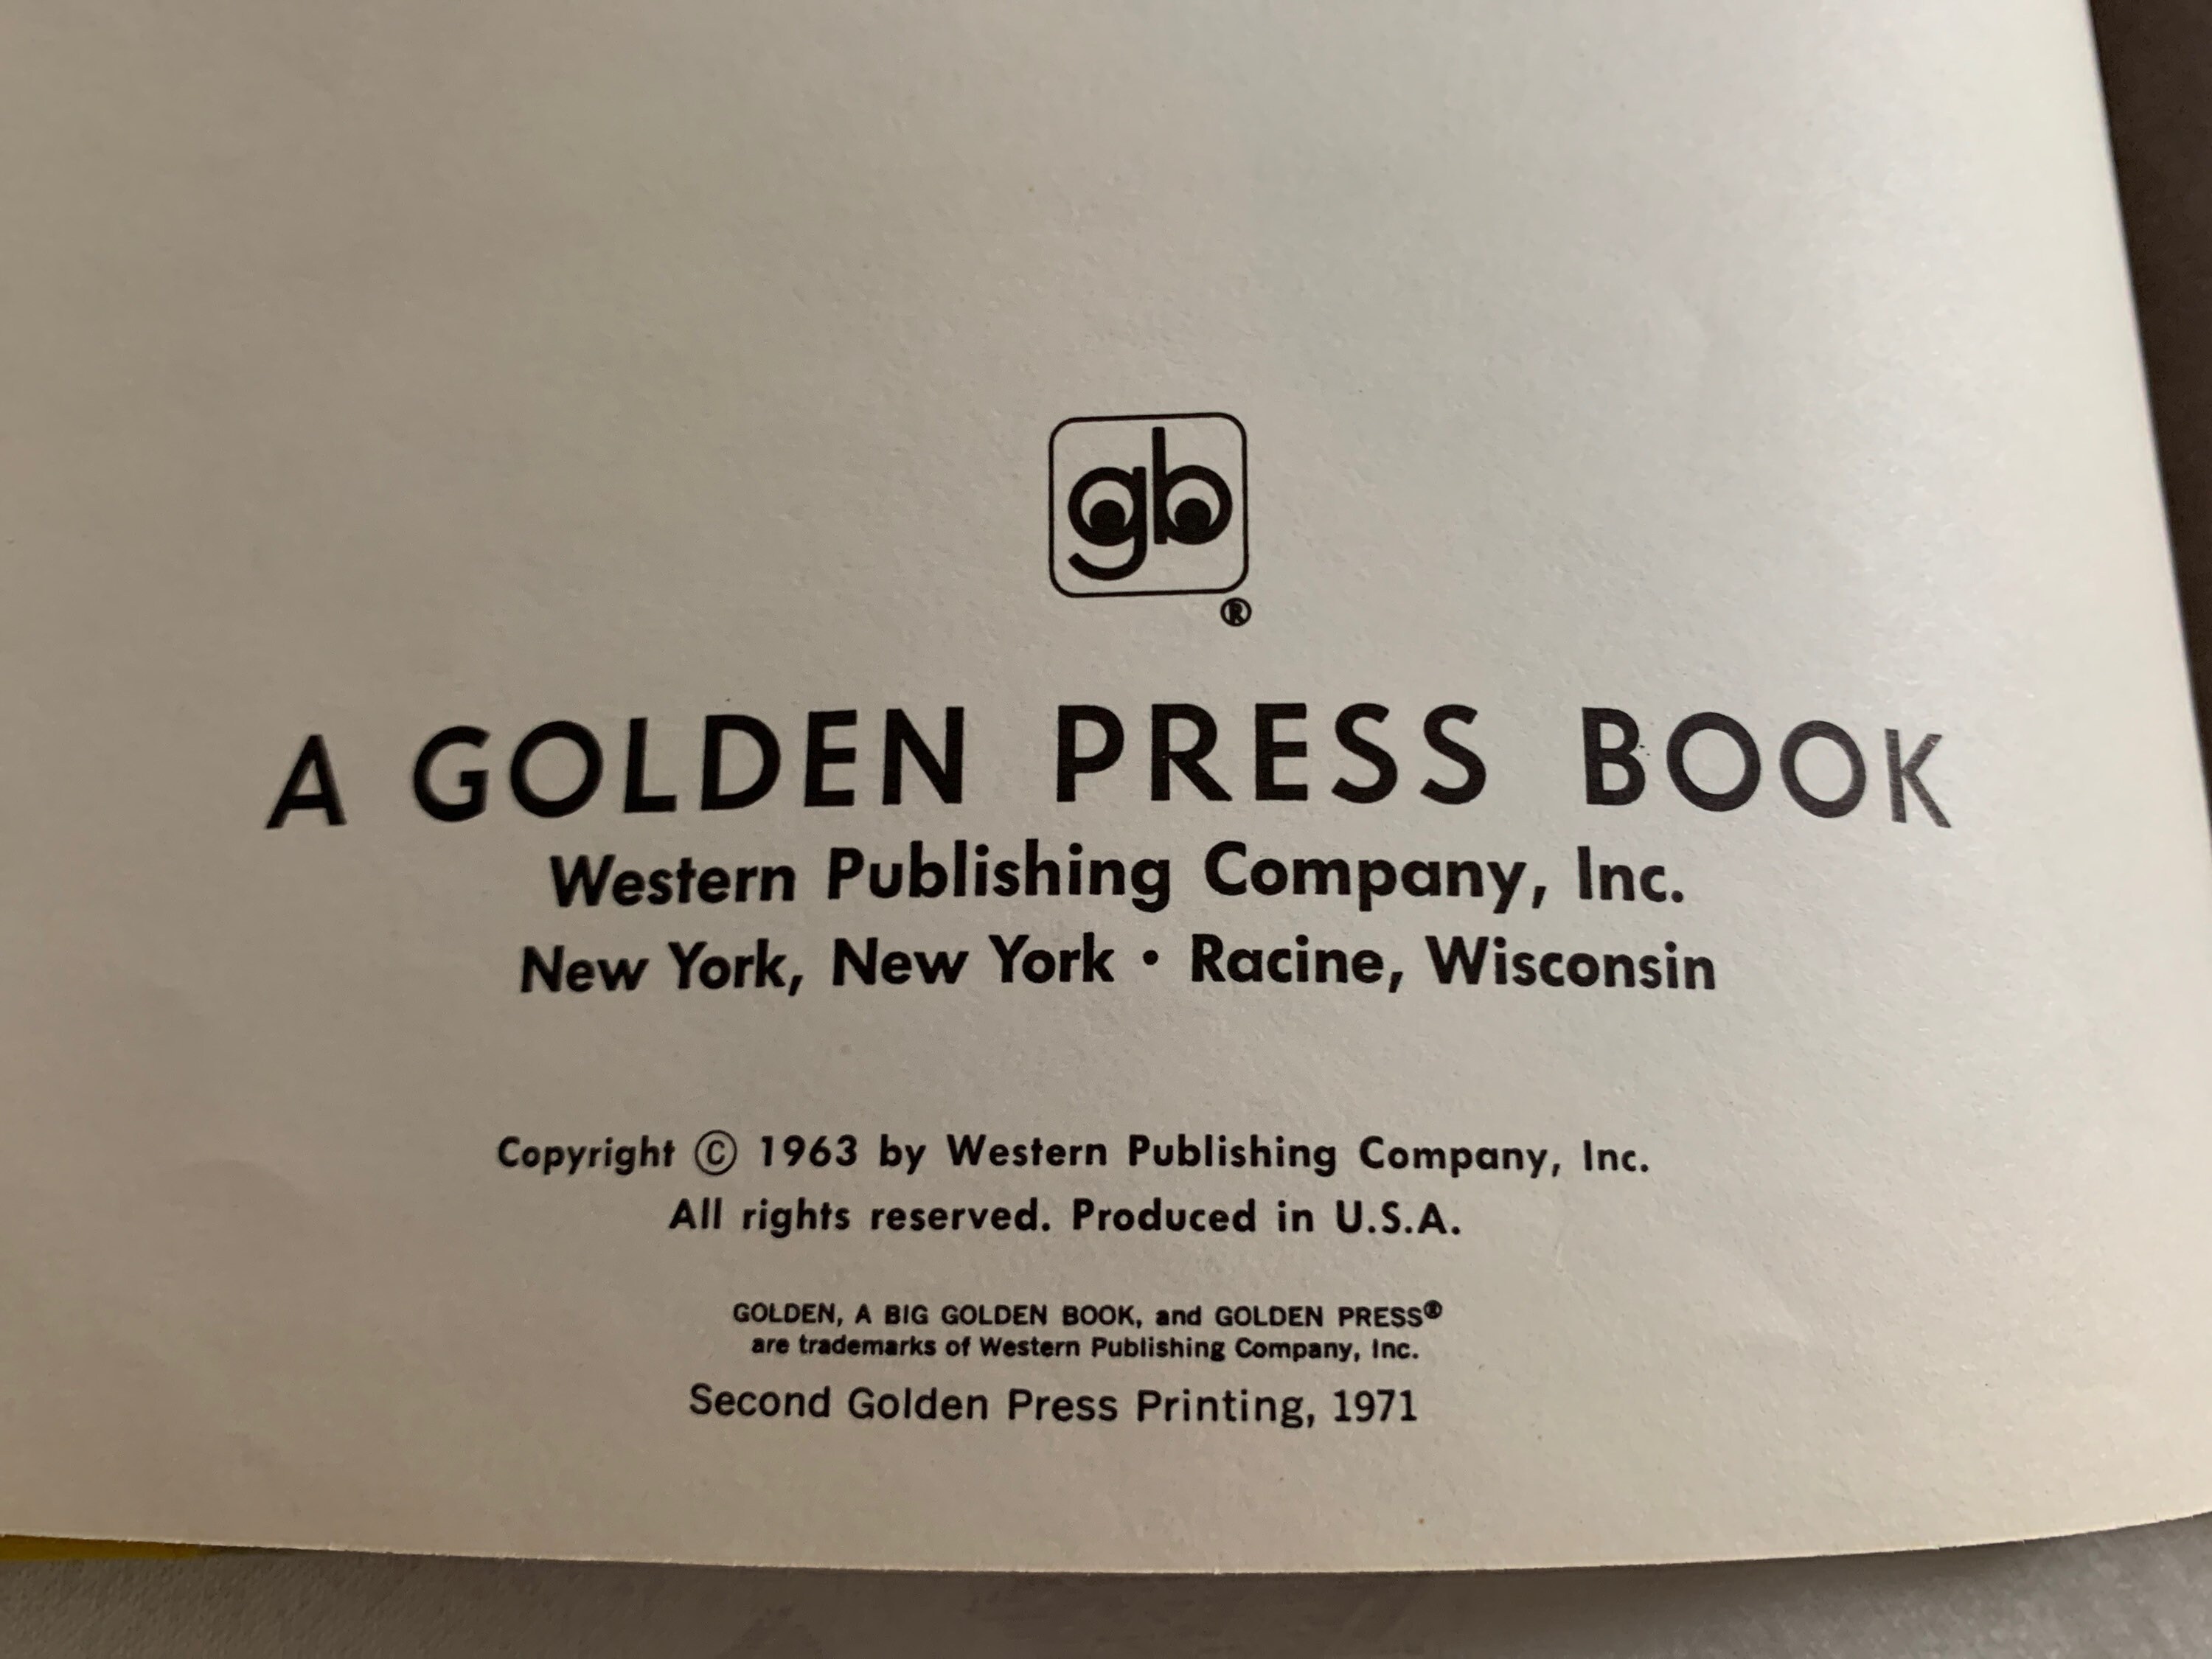 gb
®
A GOLDEN PRESS BOOK
Western Publishing Company, Inc.
New York, New York • Racine, Wisconsin
Copyright © 1963 by Western Publishing Company, Inc.
All rights reserved. Produced in U.S.A.
GOLDEN, A BIG GOLDEN BOOK, and GOLDEN PRESS®
are trademarks of Western Publishing Company, Inc.
Second Golden Press Printing, 1971